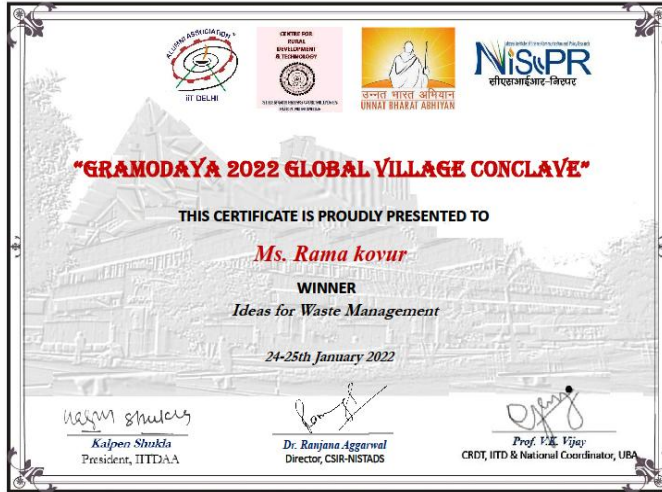 ALUMNI ASSOCIATION
IIT DELHI
CENTRE FOR
RURAL
DEVELOPMENT
& TECHNOLOGY
उन्नत भारत अभियान
UNNAT BHARAT ABHIYAN
NIScPR
सीएसआईआर-निस्पर
"GRAMODAYA 2022 GLOBAL VILLAGE CONCLAVE"
THIS CERTIFICATE IS PROUDLY PRESENTED TO
Ms. Rama kovur
WINNER
Ideas for Waste Management
24-25th January 2022
Kalpen Shukla
President, IITDAA
Dr. Ranjana Aggarwal
Director, CSIR-NISTADS
Prof. V.K. Vijay
CRDT, IITD & National Coordinator, UBA